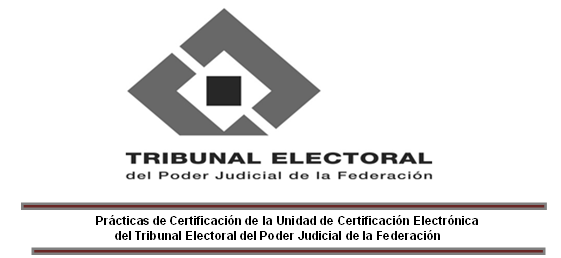 TRIBUNAL ELECTORAL
del Poder Judicial de la Federación
Prácticas de Certificación de la Unidad de Certificación Electrónica
del Tribunal Electoral del Poder Judicial de la Federación